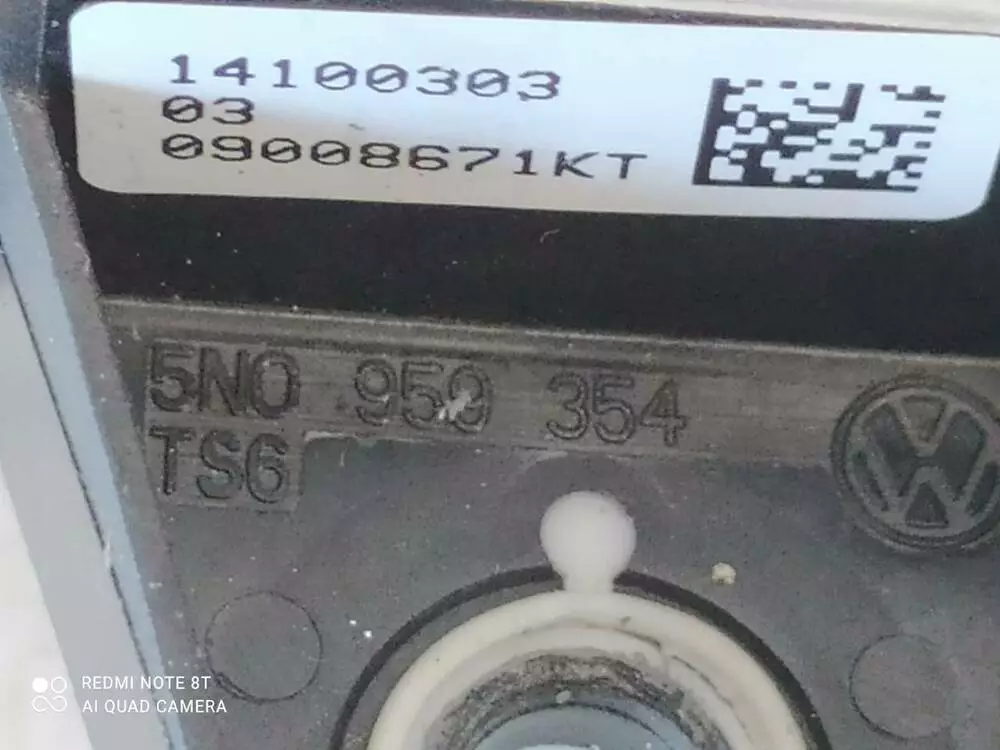 14100303
03
09008671KT
5N0 959 354
TS6
REDMI NOTE 8T
AI QUAD CAMERA